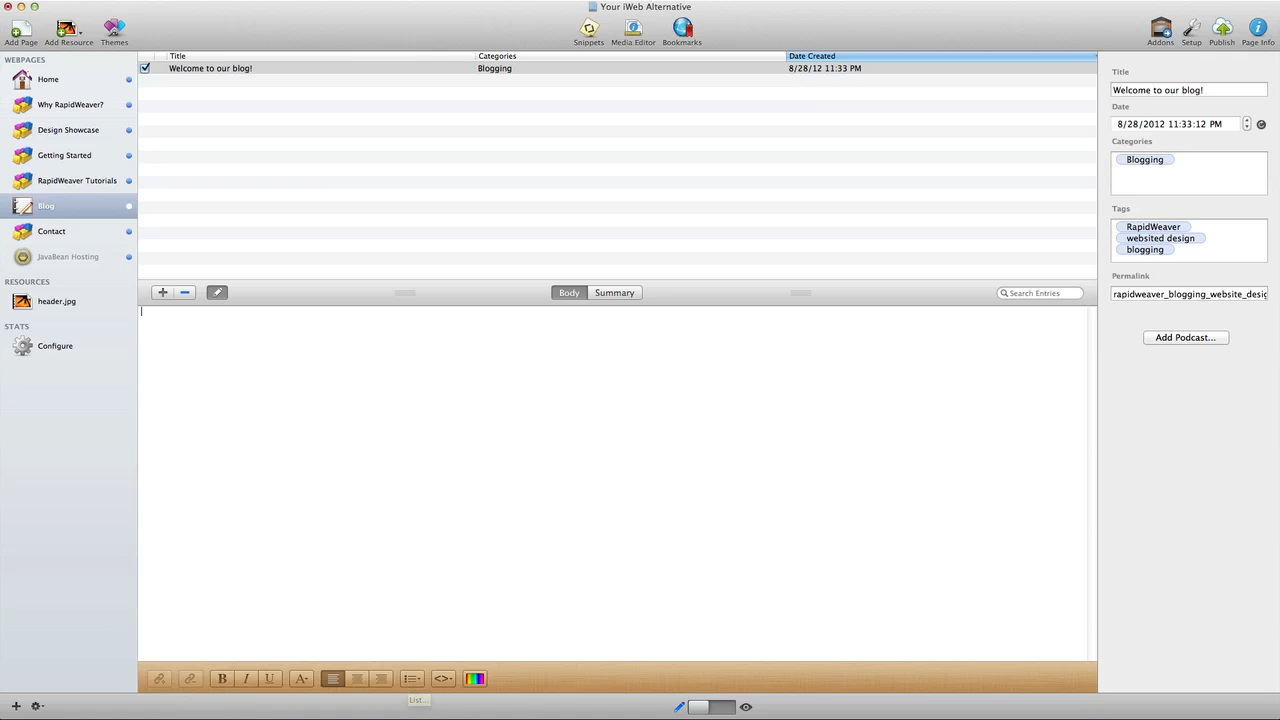 Your iWeb Alternative
Add Page Add Resource Themes Snippets Media Editor Bookmarks Addons Setup Publish Page Info
WEBPAGES
Home
Why RapidWeaver?
Design Showcase
Getting Started
RapidWeaver Tutorials
Blog
Contact
JavaBean Hosting
RESOURCES
header.jpg
STATS
Configure
Title Categories Date Created
Welcome to our blog! Blogging 8/28/12 11:33 PM
Body Summary Search Entries
B I U A <>
List...
Title
Welcome to our blog!
Date
8/28/2012 11:33:12 PM
Categories
Blogging
Tags
RapidWeaver
websited design
blogging
Permalink
rapidweaver_blogging_website_desig
Add Podcast...